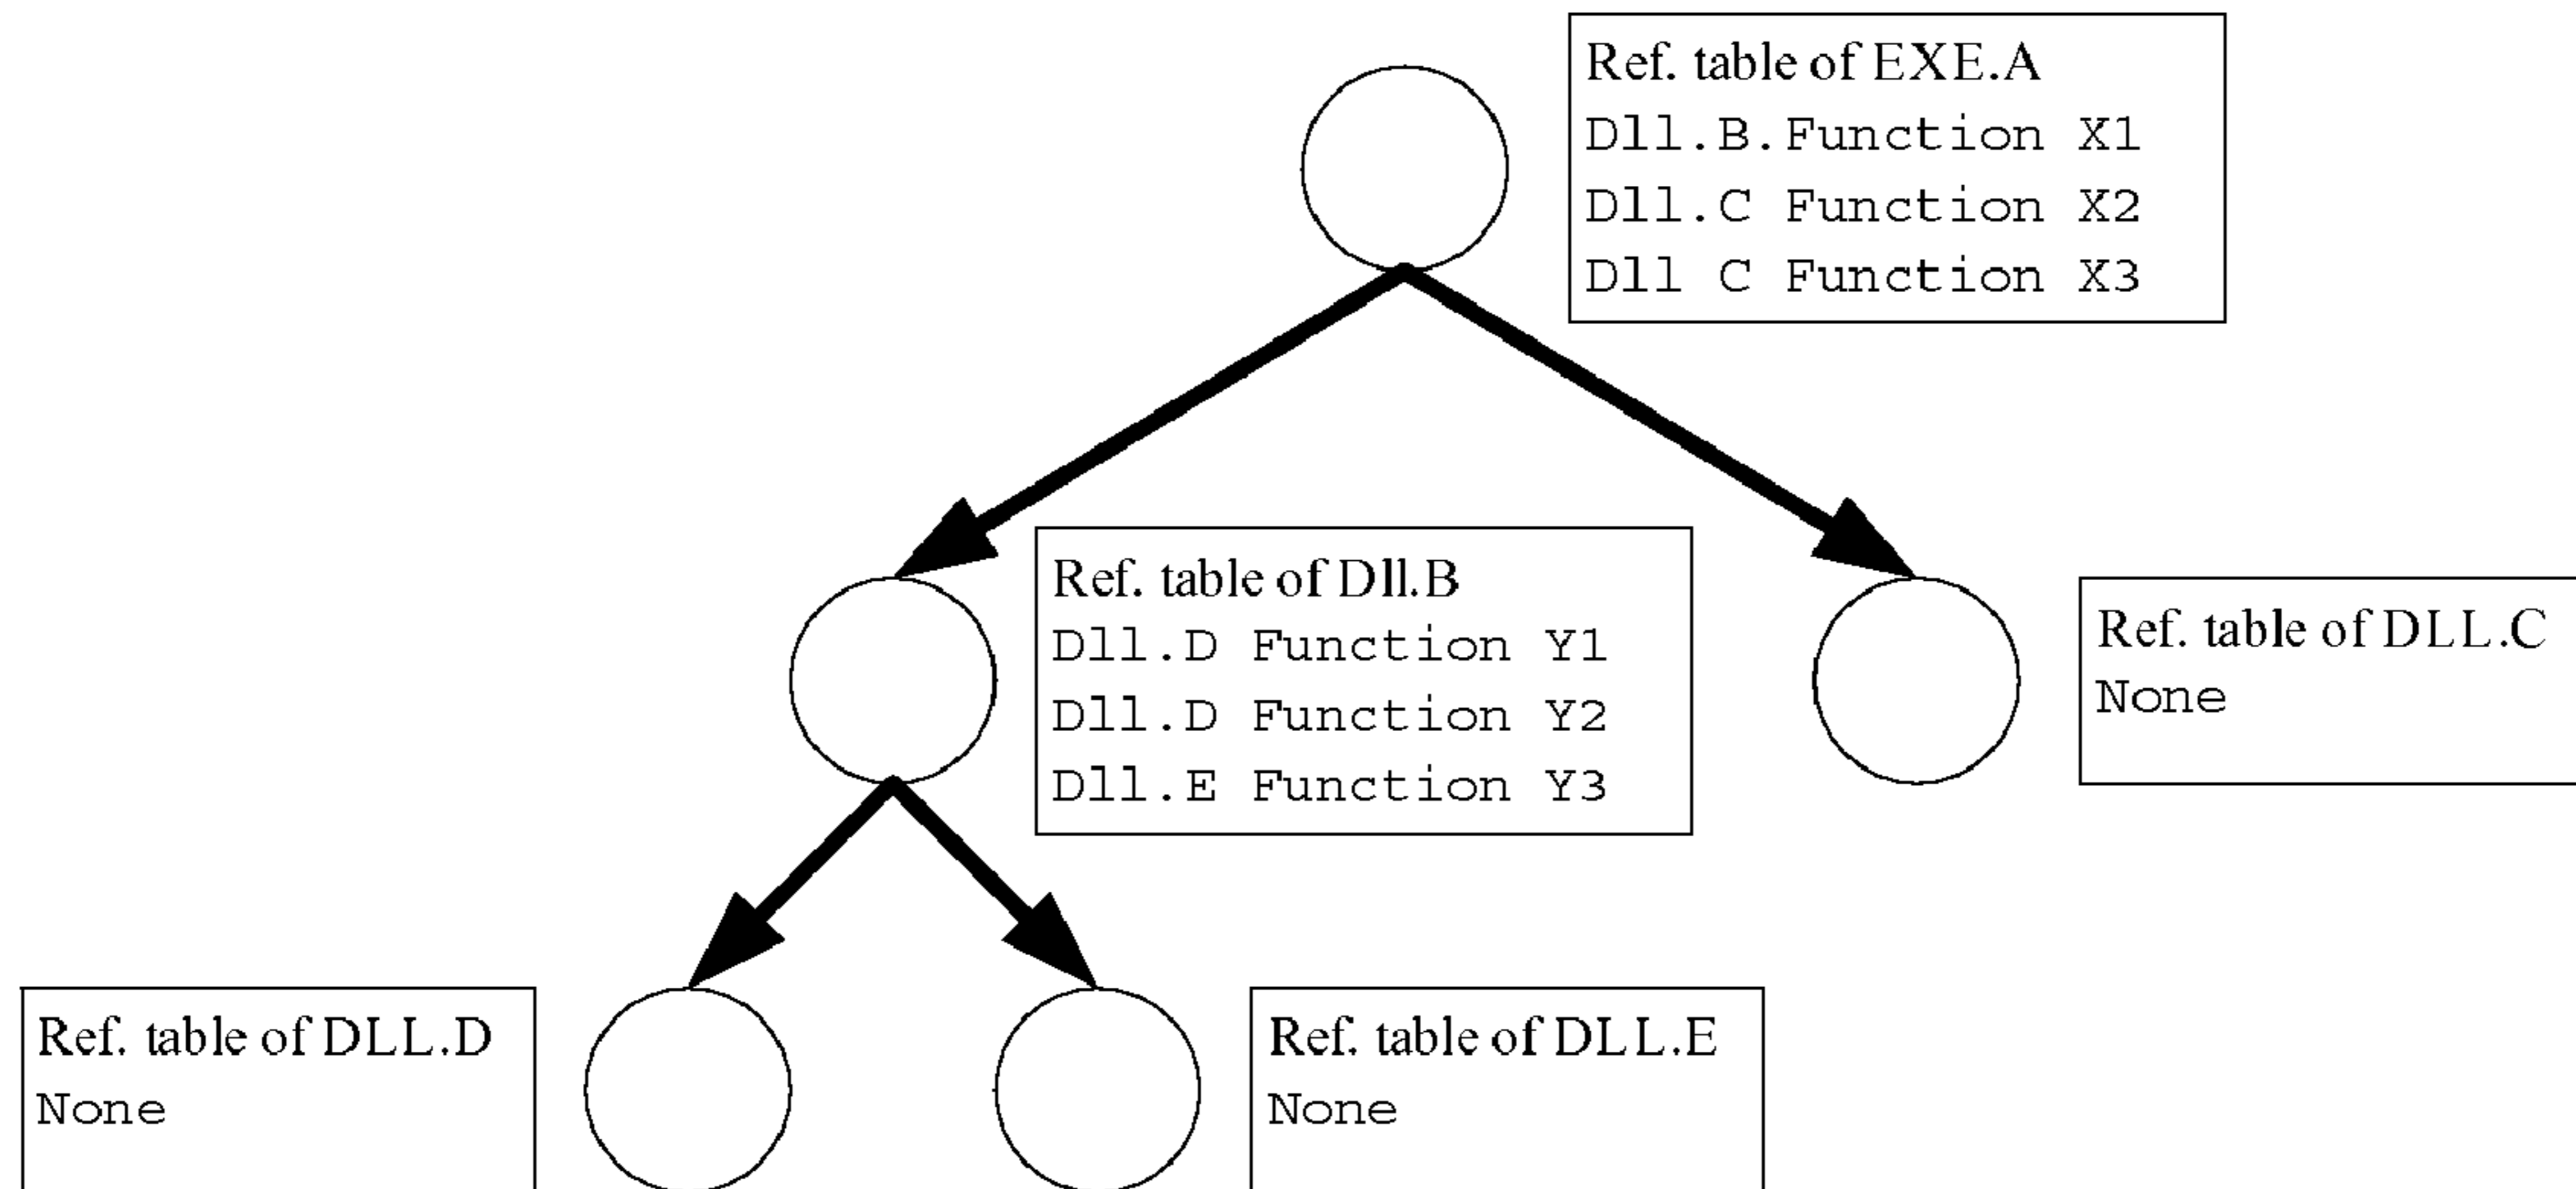 Ref. table of EXE.A
Dll.B.Function X1
Dll.C Function X2
Dll C Function X3
Ref. table of Dll.B
Dll.D Function Y1
Dll.D Function Y2
Dll.E Function Y3
Ref. table of DLL.C
None
Ref. table of DLL.D
None
Ref. table of DLL.E
None